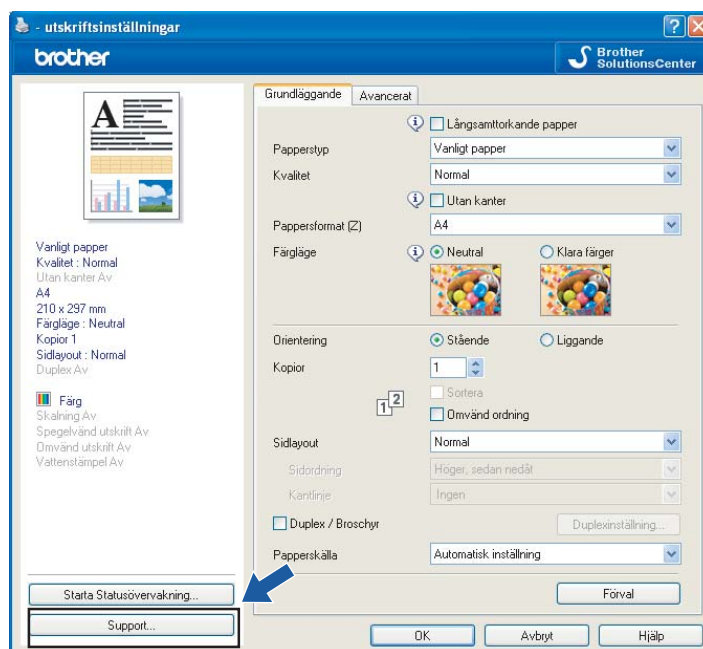 - utskriftsinställningar
brother
Brother
SolutionsCenter
Grundläggande
Avancerat
Långsamttorkande papper
Papperstyp
Vanligt papper
Kvalitet
Normal
Utan kanter
Pappersformat (Z)
A4
Färgläge
Neutral
Klara färger
Orientering
Stående
Liggande
Kopior
1
Sortera
Omvänd ordning
Sidlayout
Normal
Sidordning
Höger, sedan nedåt
Kantlinje
Ingen
Duplex / Broschyr
Duplexinställning...
Papperskälla
Automatisk inställning
Förval
A
Vanligt papper
Kvalitet : Normal
Utan kanter Av
A4
210 x 297 mm
Färgläge : Neutral
Kopior 1
Sidlayout : Normal
Duplex Av
Färg
Skalning Av
Spegelvänd utskrift Av
Omvänd utskrift Av
Vattenstämpel Av
Starta Statusövervakning...
Support...
OK
Avbryt
Hjälp
12